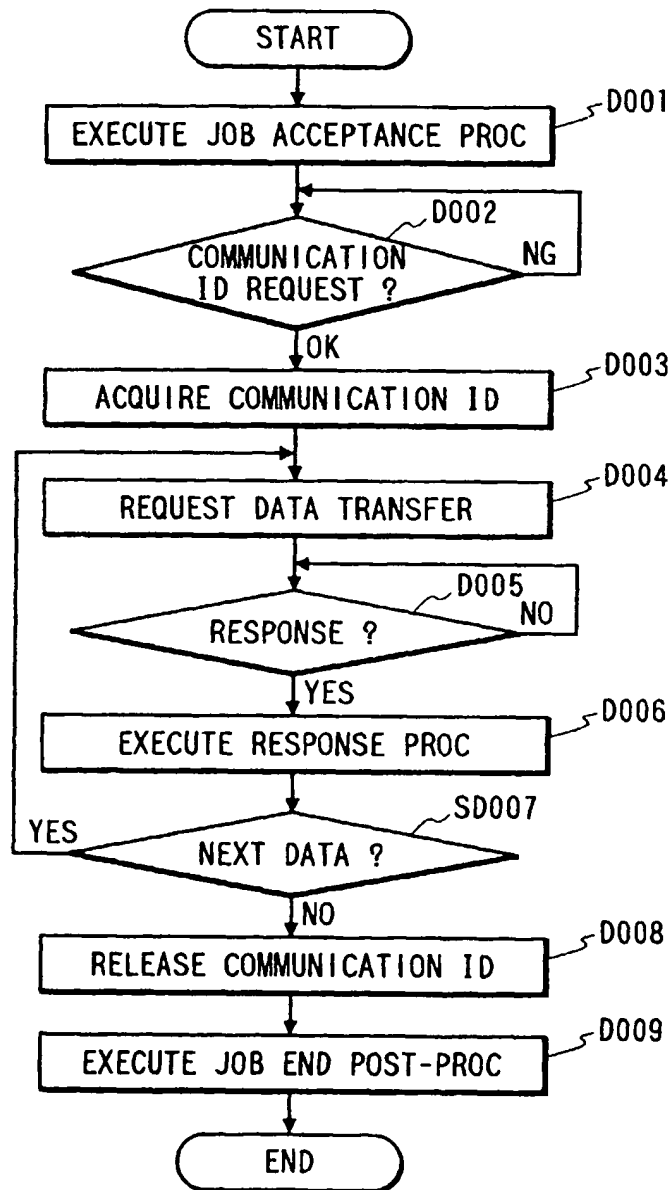 START
D001
EXECUTE JOB ACCEPTANCE PROC
D002
COMMUNICATION
ID REQUEST ?
NG
OK
D003
ACQUIRE COMMUNICATION ID
D004
REQUEST DATA TRANSFER
D005
RESPONSE ?
NO
YES
D006
EXECUTE RESPONSE PROC
SD007
YES
NEXT DATA ?
NO
D008
RELEASE COMMUNICATION ID
D009
EXECUTE JOB END POST-PROC
END